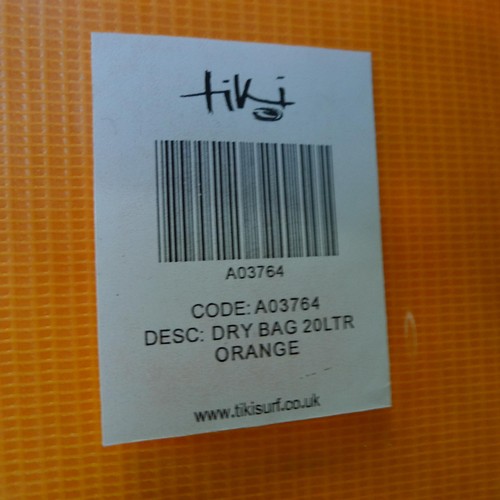 tiki
A03764
CODE: A03764
DESC: DRY BAG 20LTR
ORANGE
www.tikisurf.co.uk